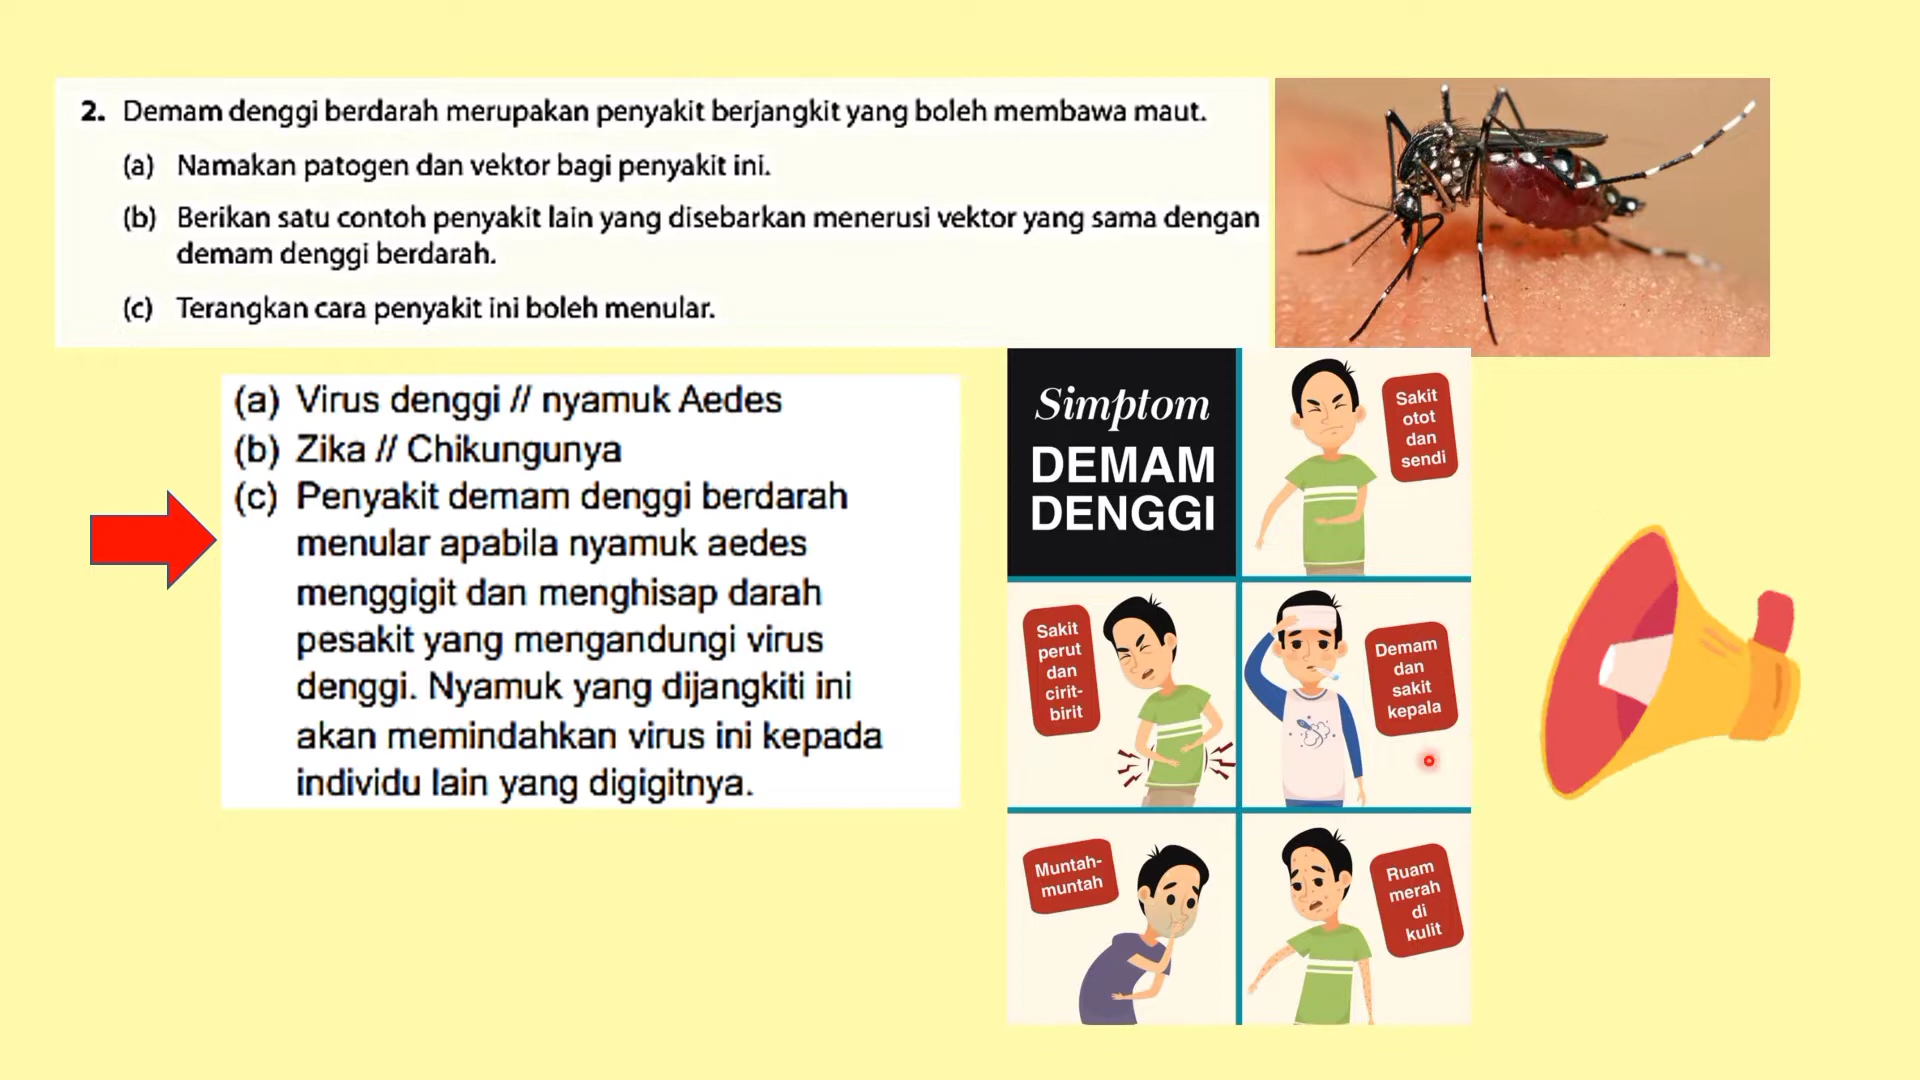 2. Demam denggi berdarah merupakan penyakit berjangkit yang boleh membawa maut.
(a) Namakan patogen dan vektor bagi penyakit ini.
(b) Berikan satu contoh penyakit lain yang disebarkan menerusi vektor yang sama dengan
demam denggi berdarah.
(c) Terangkan cara penyakit ini boleh menular.
(a) Virus denggi // nyamuk Aedes
(b) Zika // Chikungunya
(c) Penyakit demam denggi berdarah
menular apabila nyamuk aedes
menggigit dan menghisap darah
pesakit yang mengandungi virus
denggi. Nyamuk yang dijangkiti ini
akan memindahkan virus ini kepada
individu lain yang digigitnya.
Simptom
DEMAM
DENGGI
Sakit
otot
dan
sendi
Sakit
perut
dan
cirit-
birit
Demam
dan
sakit
kepala
Muntah-
muntah
Ruam
merah
di
kulit